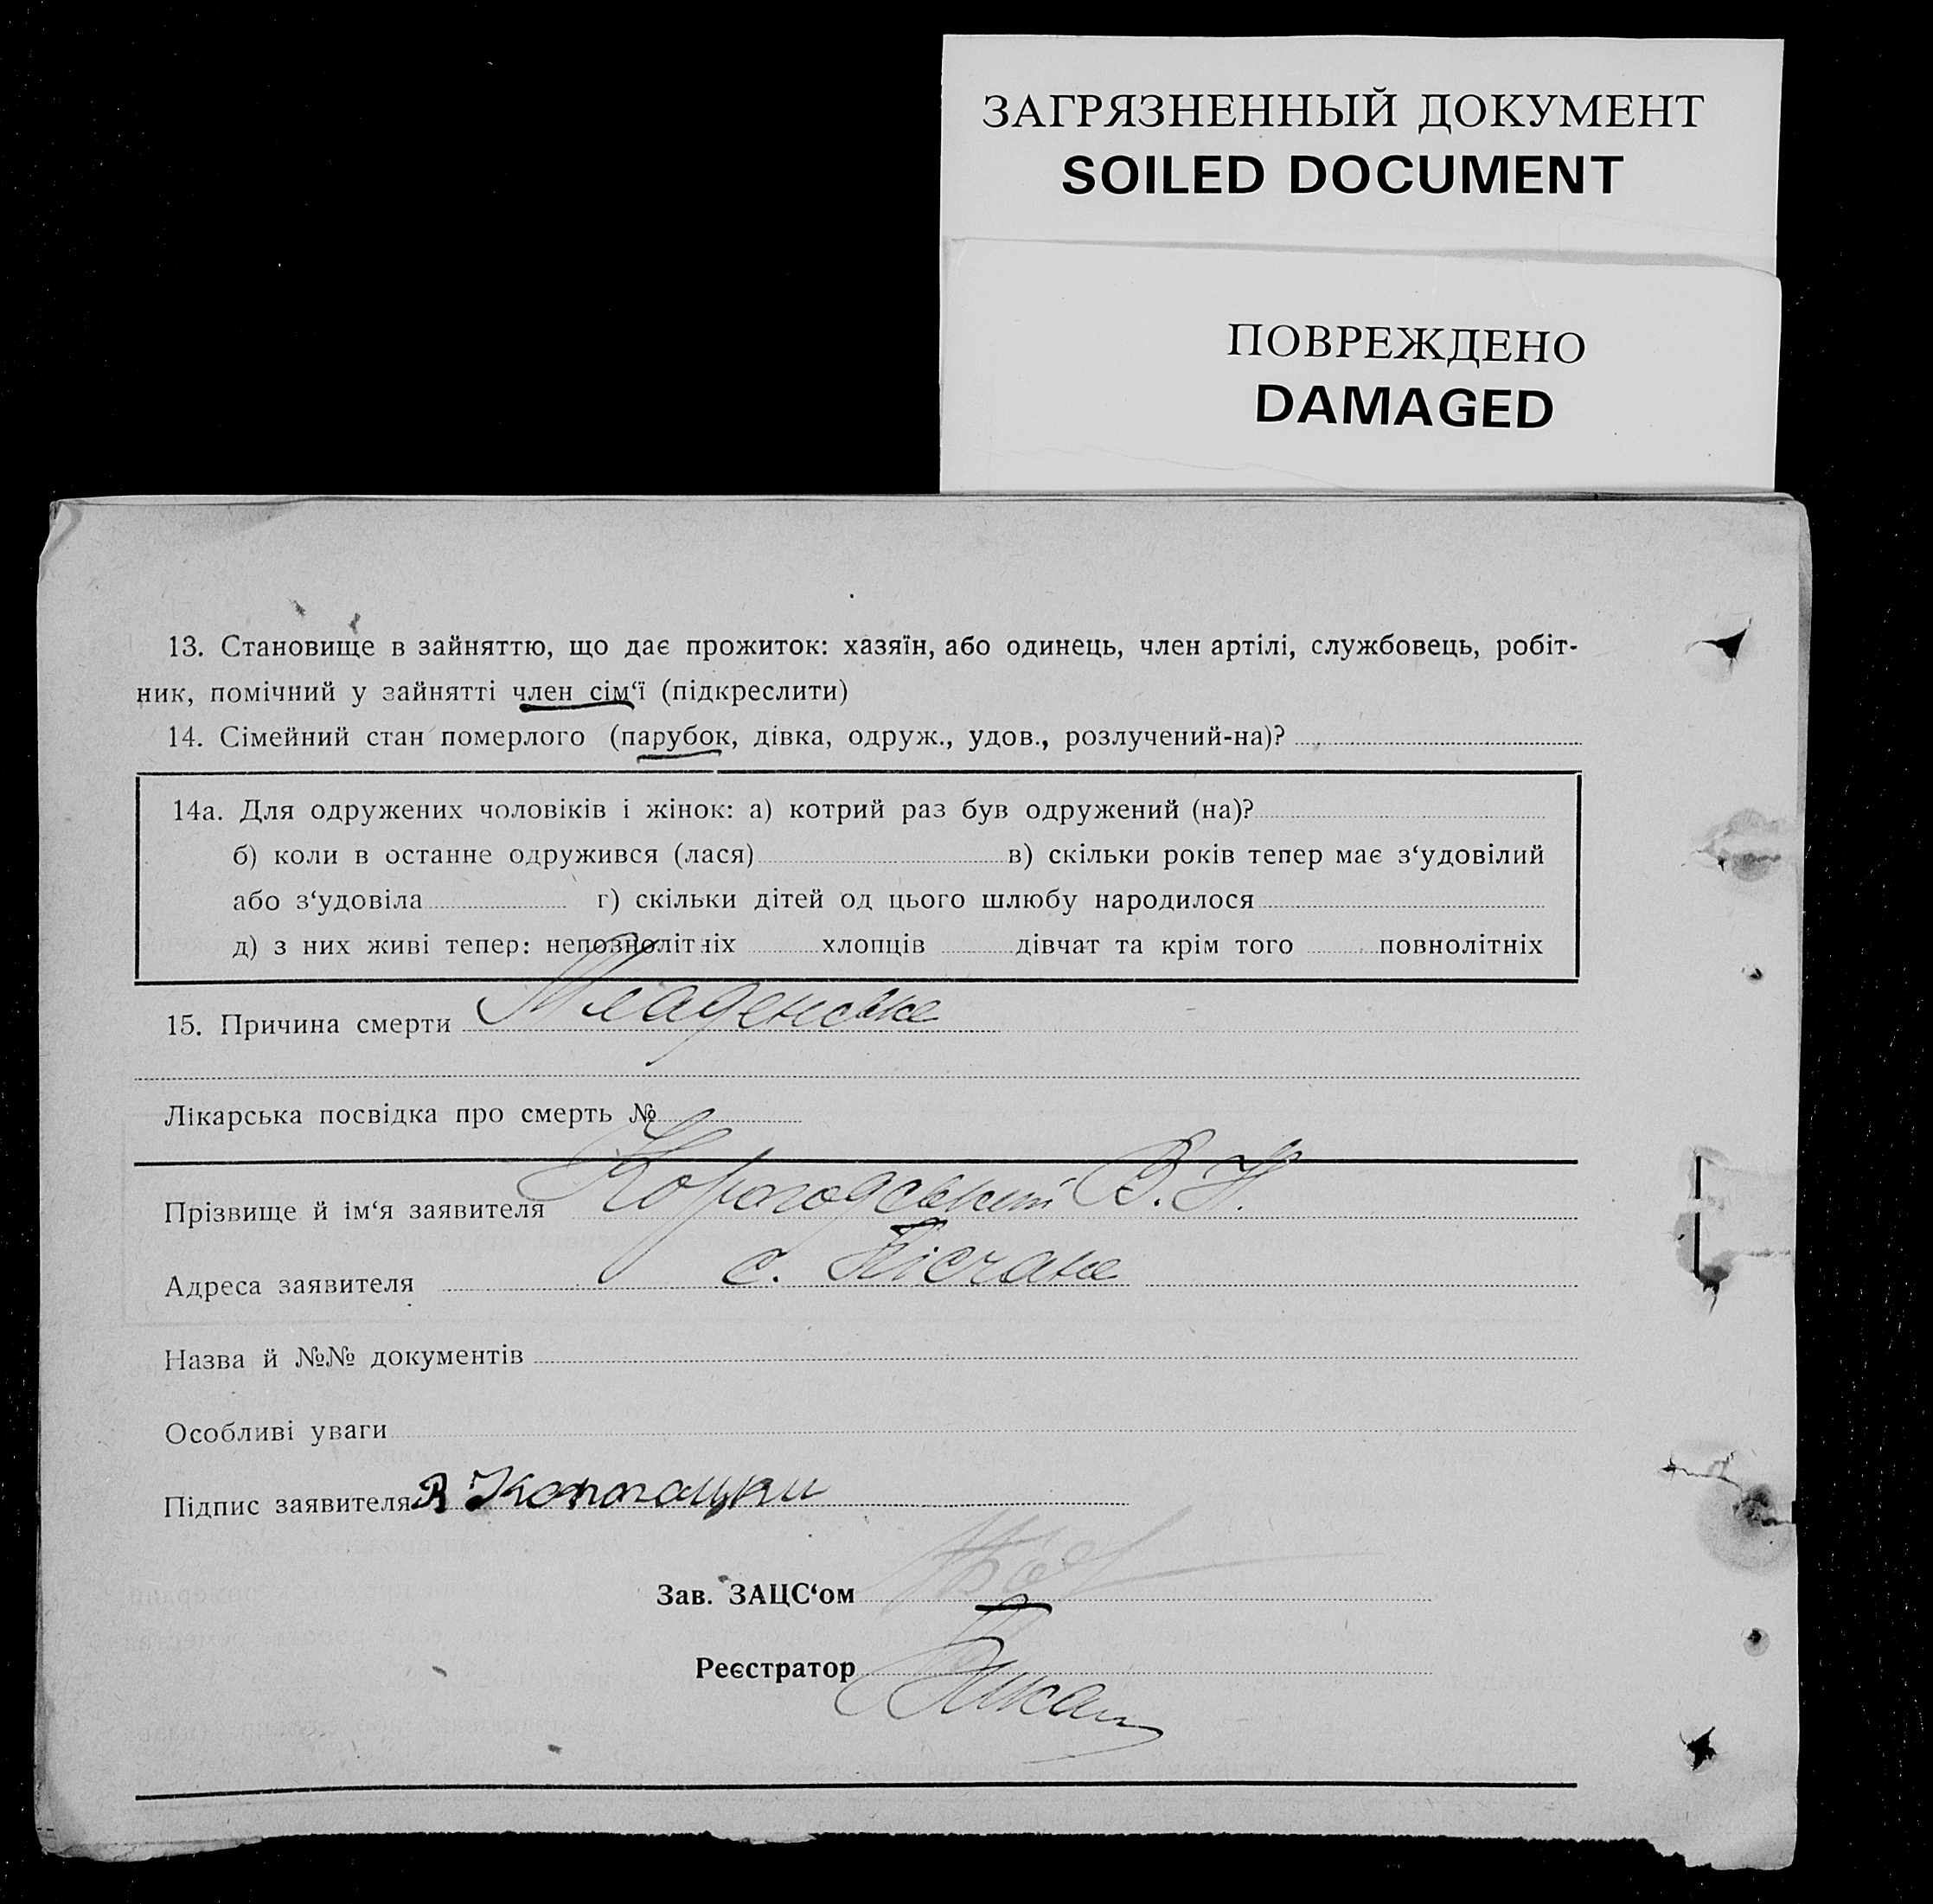 ЗАГРЯЗНЕННЫЙ ДОКУМЕНТ
SOILED DOCUMENT
ПОВРЕЖДЕНО
DAMAGED
13. Становище в зайняттю, що дає прожиток: хазяїн, або одинець, член артілі, службовець, робіт-
ник, помічний у зайнятті член сім‘ї (підкреслити)
14. Сімейний стан померлого (парубок, дівка, одруж., удов., розлучений-на)?
14а. Для одружених чоловіків і жінок: а) котрий раз був одружений (на)?
б) коли в останне одружився (лася) в) скільки років тепер має з‘удовілий
або з‘удовіла г) скільки дітей од цього шлюбу народилося
д) з них живі тепер: неповнолітніх хлопців дівчат та крім того повнолітніх
15. Причина смерти Младенське
Лікарська посвідка про смерть №
Прізвище й ім‘я заявителя Корогодський В. Н.
Адреса заявителя с. Пісчане
Назва й №№ документів
Особливі уваги
Підпис заявителя
Зав. ЗАЦС‘ом
Реєстратор